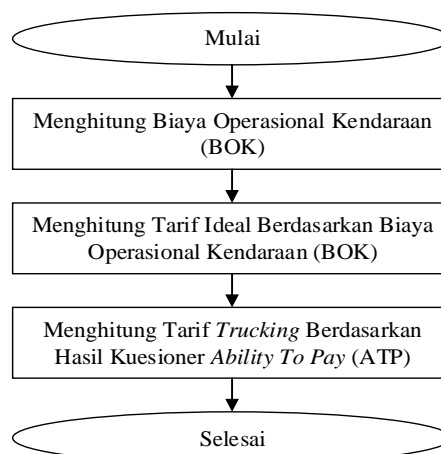 Mulai
Menghitung Biaya Operasional Kendaraan
(BOK)
Menghitung Tarif Ideal Berdasarkan Biaya
Operasional Kendaraan (BOK)
Menghitung Tarif Trucking Berdasarkan
Hasil Kuesioner Ability To Pay (ATP)
Selesai